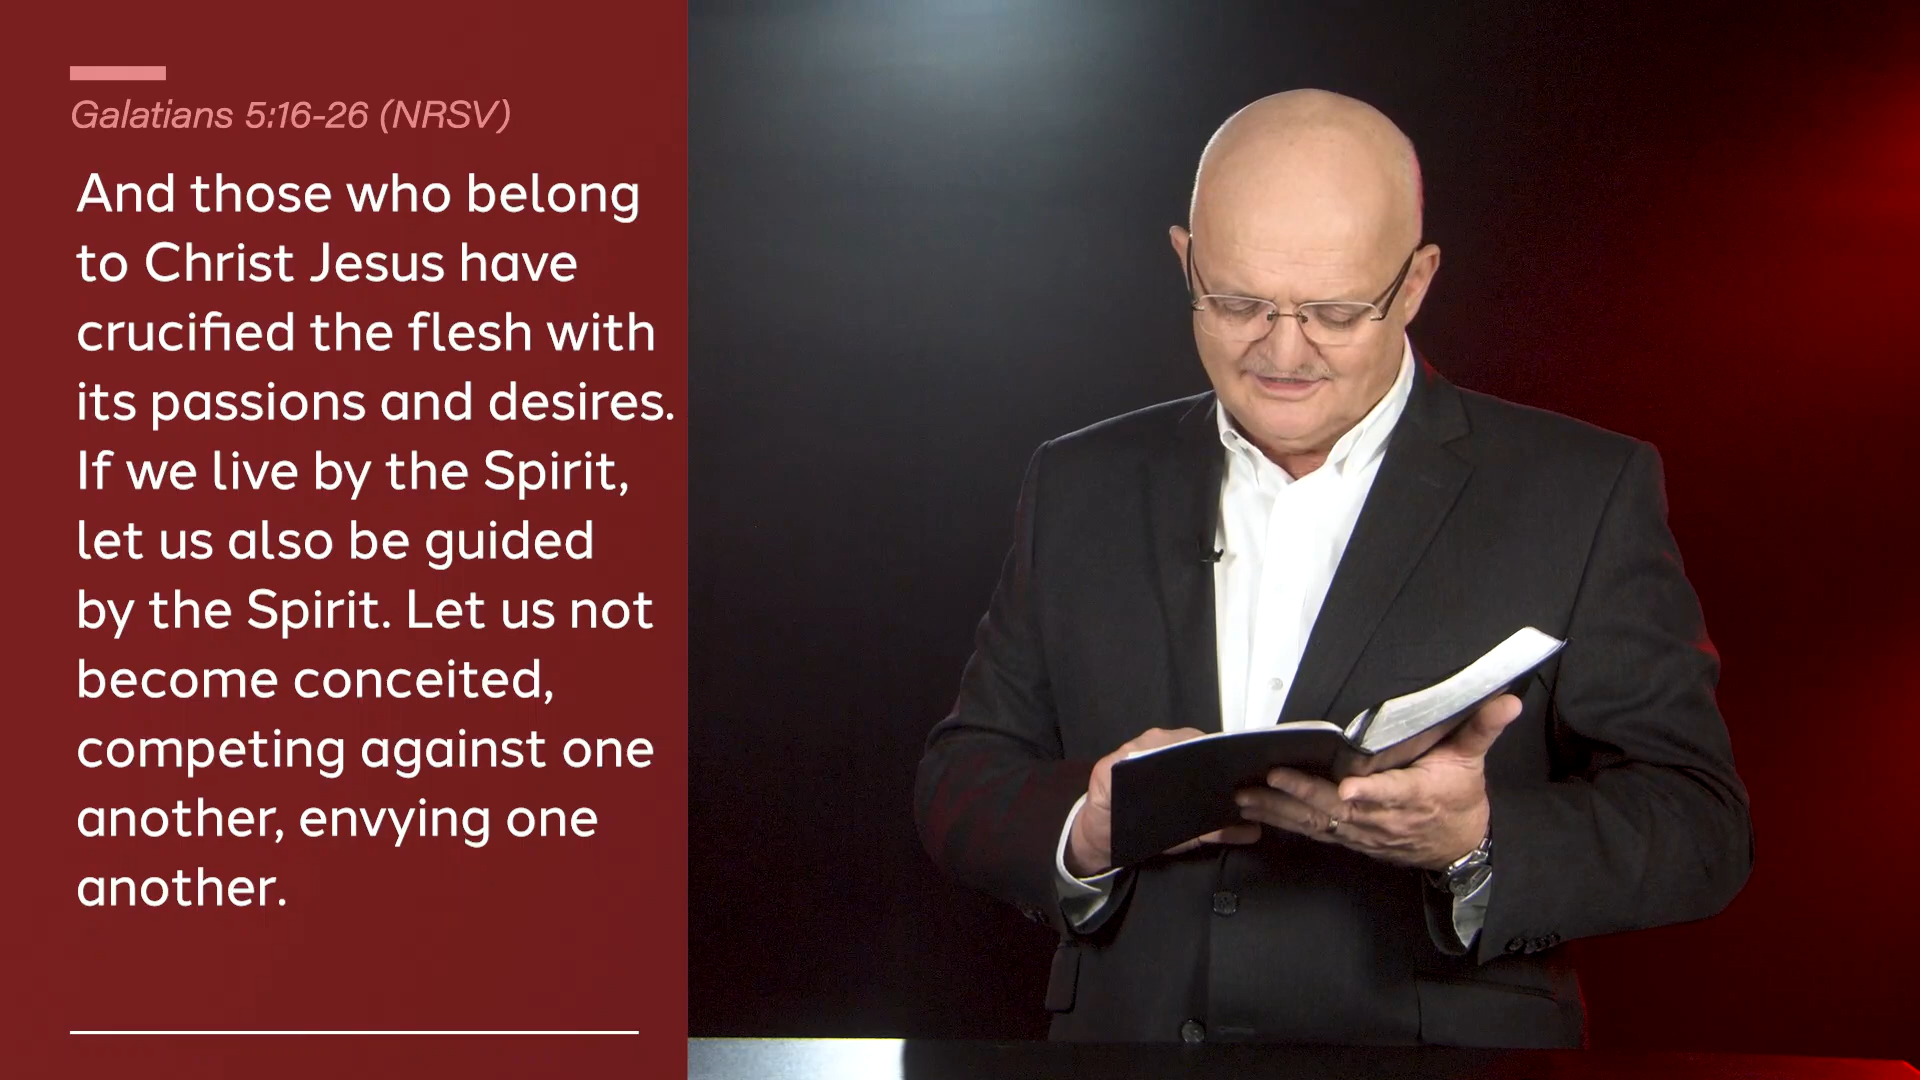 Galatians 5:16-26 (NRSV)
And those who belong
to Christ Jesus have
crucified the flesh with
its passions and desires.
If we live by the Spirit,
let us also be guided
by the Spirit. Let us not
become conceited,
competing against one
another, envying one
another.